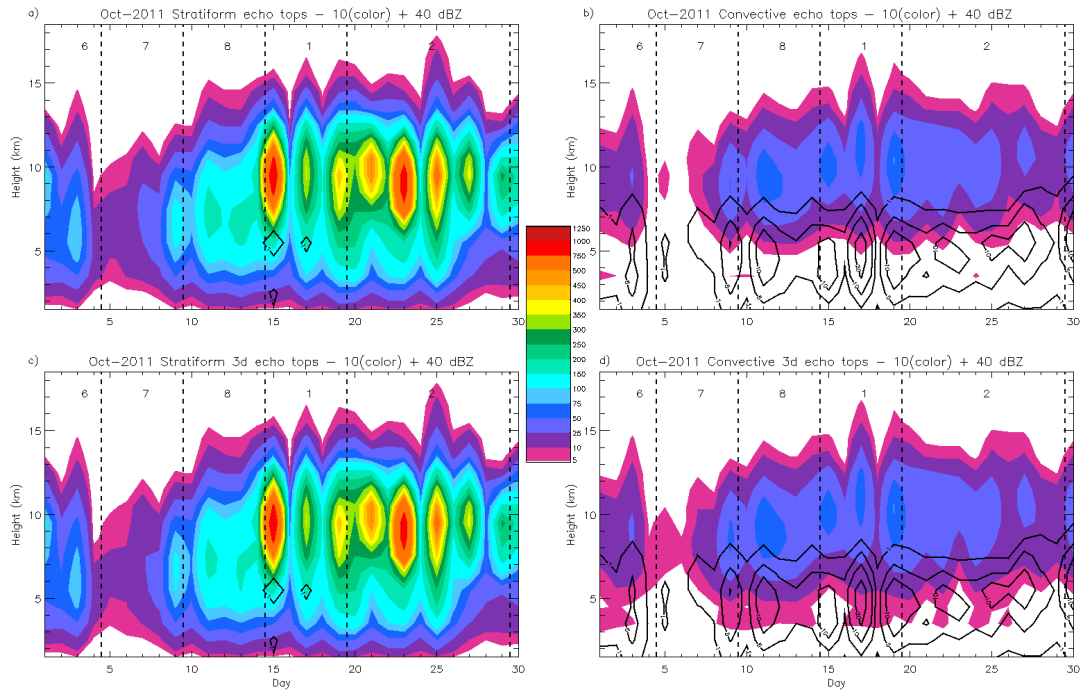 a) Oct-2011 Stratiform echo tops - 10(color) + 40 dBZ
6 7 8 1 2
15
10
5
Height (km)
5 10 15 20 25 30
b) Oct-2011 Convective echo tops - 10(color) + 40 dBZ
6 7 8 1 2
15
10
5
Height (km)
5 10 15 20 25 30
1250
1000
500
450
400
350
300
250
200
150
100
75
50
25
10
5
c) Oct-2011 Stratiform 3d echo tops - 10(color) + 40 dBZ
6 7 8 1 2
15
10
5
Height (km)
5 10 15 20 25 30
Day
d) Oct-2011 Convective 3d echo tops - 10(color) + 40 dBZ
6 7 8 1 2
15
10
5
Height (km)
5 10 15 20 25 30
Day